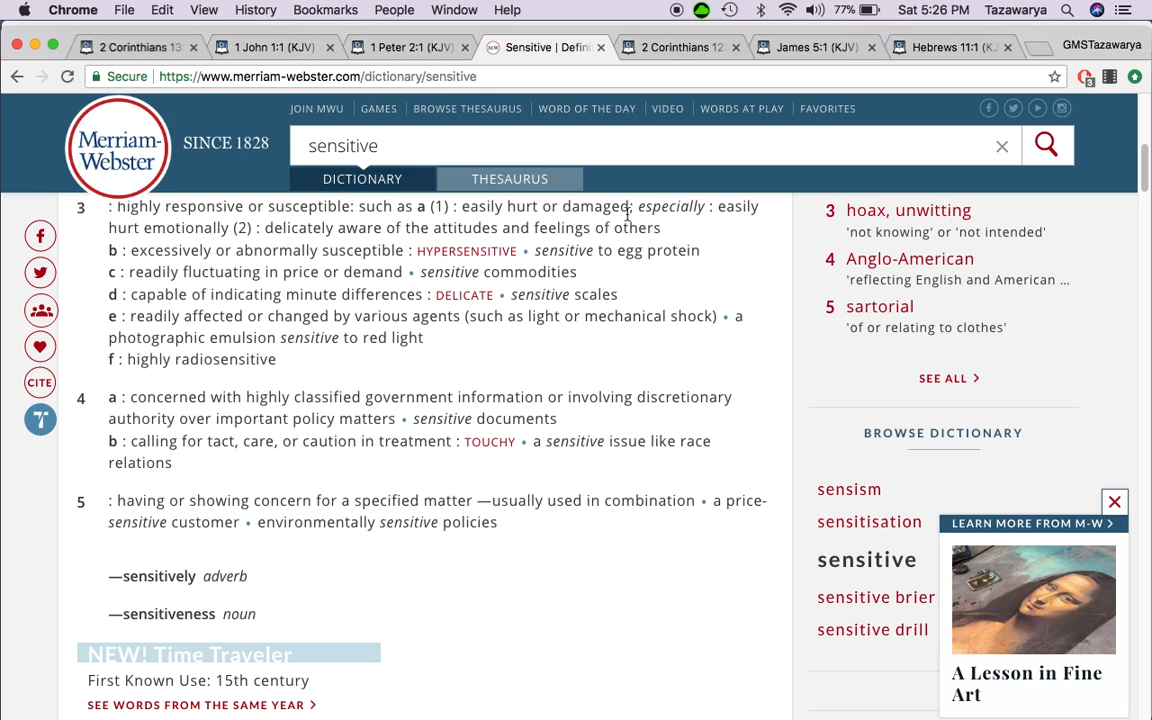 Chrome File Edit View History Bookmarks People Window Help 77% Sat 5:26 PM Tazawarya
2 Corinthians 13 1 John 1:1 (KJV) 1 Peter 2:1 (KJV) Sensitive | Defini 2 Corinthians 12 James 5:1 (KJV) Hebrews 11:1 (KJ GMSTazawarya
Secure https://www.merriam-webster.com/dictionary/sensitive 3
JOIN MWU GAMES BROWSE THESAURUS WORD OF THE DAY VIDEO WORDS AT PLAY FAVORITES
Merriam-
Webster
SINCE 1828
sensitive
DICTIONARY THESAURUS
3 : highly responsive or susceptible: such as a (1) : easily hurt or damaged; especially : easily
hurt emotionally (2) : delicately aware of the attitudes and feelings of others
b : excessively or abnormally susceptible : HYPERSENSITIVE • sensitive to egg protein
c : readily fluctuating in price or demand • sensitive commodities
d : capable of indicating minute differences : DELICATE • sensitive scales
e : readily affected or changed by various agents (such as light or mechanical shock) • a
photographic emulsion sensitive to red light
f : highly radiosensitive
4 a : concerned with highly classified government information or involving discretionary
authority over important policy matters • sensitive documents
b : calling for tact, care, or caution in treatment : TOUCHY • a sensitive issue like race
relations
5 : having or showing concern for a specified matter —usually used in combination • a price-
sensitive customer • environmentally sensitive policies
—sensitively adverb
—sensitiveness noun
NEW! Time Traveler
First Known Use: 15th century
SEE WORDS FROM THE SAME YEAR >
CITE
3 hoax, unwitting
'not knowing' or 'not intended'
4 Anglo-American
'reflecting English and American ...
5 sartorial
'of or relating to clothes'
SEE ALL >
BROWSE DICTIONARY
sensism
sensitisation
sensitive
sensitive brier
sensitive drill
LEARN MORE FROM M-W >
A Lesson in Fine
Art